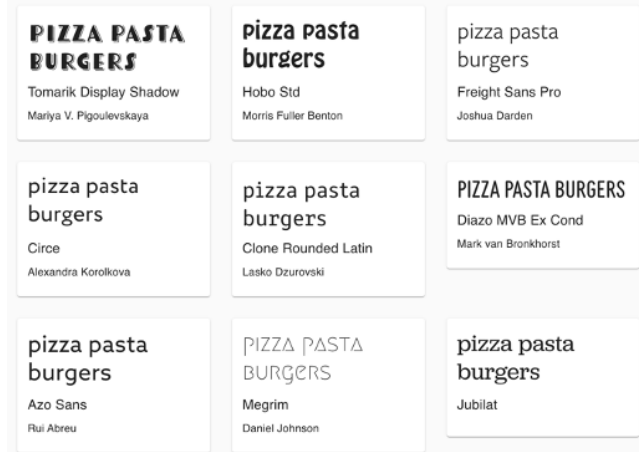 PIZZA PASTA
BURGERS
Tomarik Display Shadow
Mariya V. Pigoulevskaya
pizza pasta
burgers
Hobo Std
Morris Fuller Benton
pizza pasta
burgers
Freight Sans Pro
Joshua Darden
pizza pasta
burgers
Circe
Alexandra Korolkova
pizza pasta
burgers
Clone Rounded Latin
Lasko Dzurovski
PIZZA PASTA BURGERS
Diazo MVB Ex Cond
Mark van Bronkhorst
pizza pasta
burgers
Azo Sans
Rui Abreu
PIZZA PASTA
BURGERS
Megrim
Daniel Johnson
pizza pasta
burgers
Jubilat